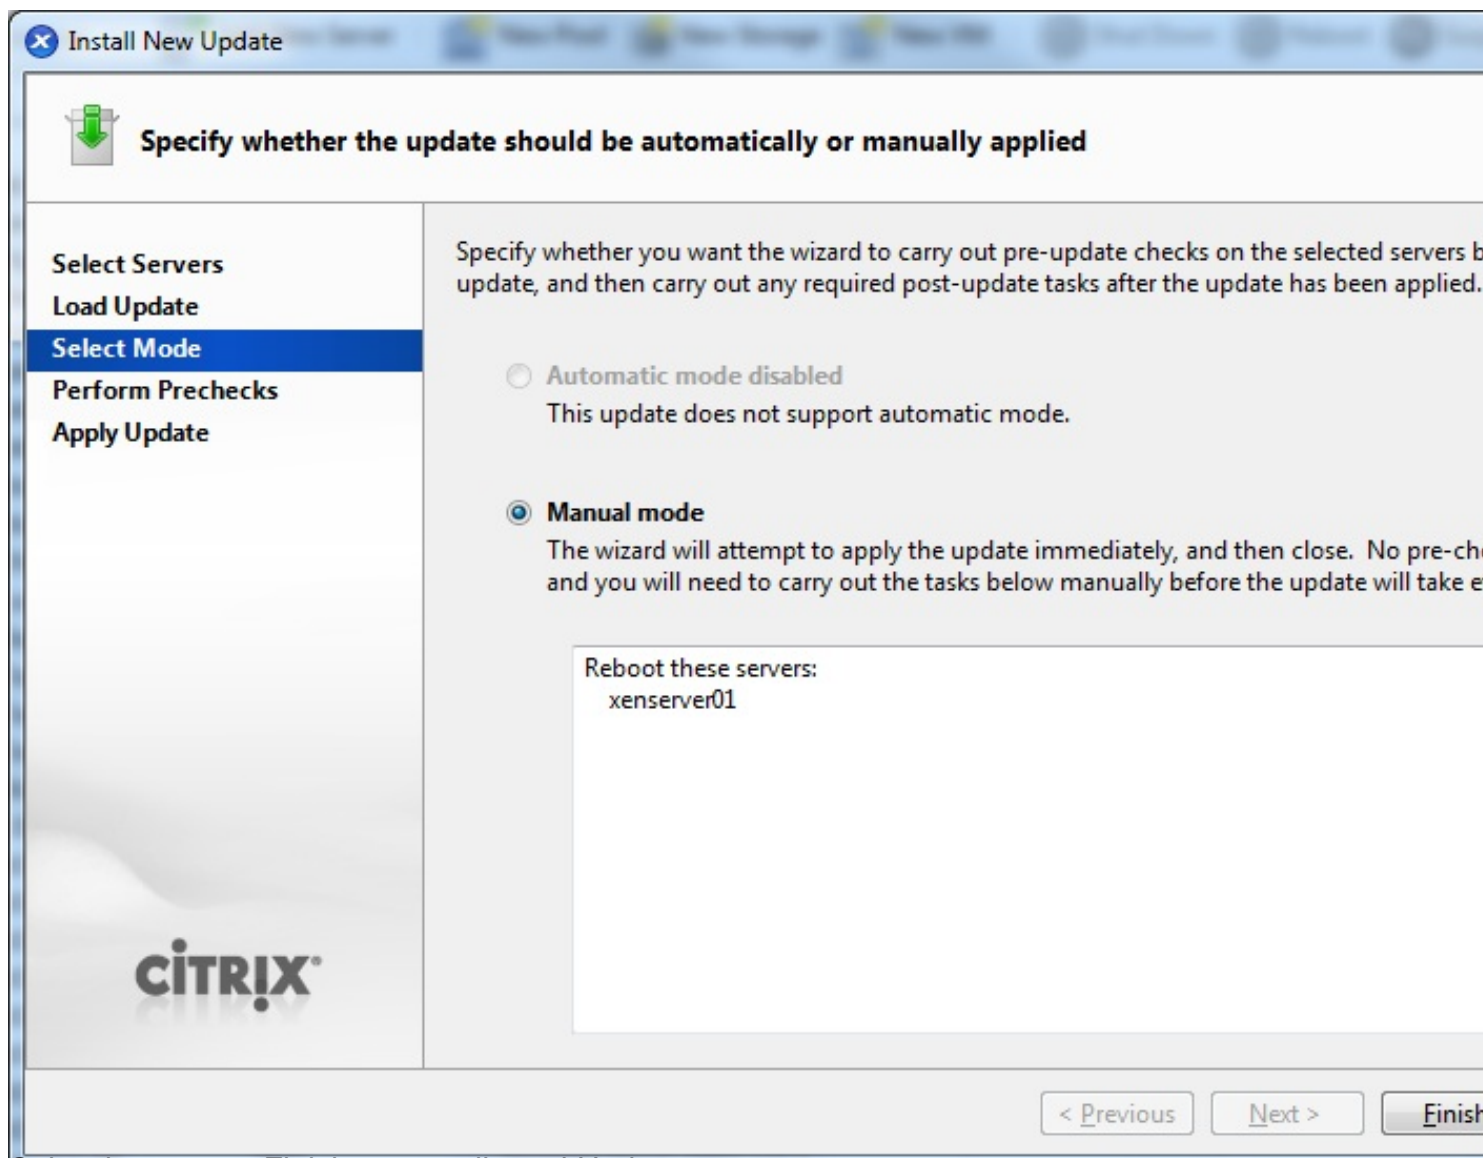 Install New Update
Specify whether the update should be automatically or manually applied
Select Servers
Load Update
Select Mode
Perform Prechecks
Apply Update
Specify whether you want the wizard to carry out pre-update checks on the selected servers b
update, and then carry out any required post-update tasks after the update has been applied.
Automatic mode disabled
This update does not support automatic mode.
Manual mode
The wizard will attempt to apply the update immediately, and then close. No pre-ch
and you will need to carry out the tasks below manually before the update will take e
Reboot these servers:
xenserver01
CITRIX
< Previous
Next >
Finish